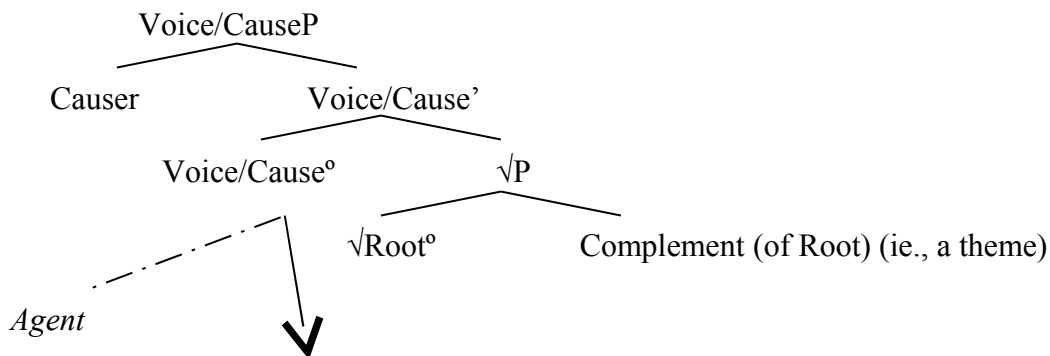 Voice/CauseP
Causer Voice/Cause’
Voice/Causeº √P
√Rootº Complement (of Root) (ie., a theme)
Agent